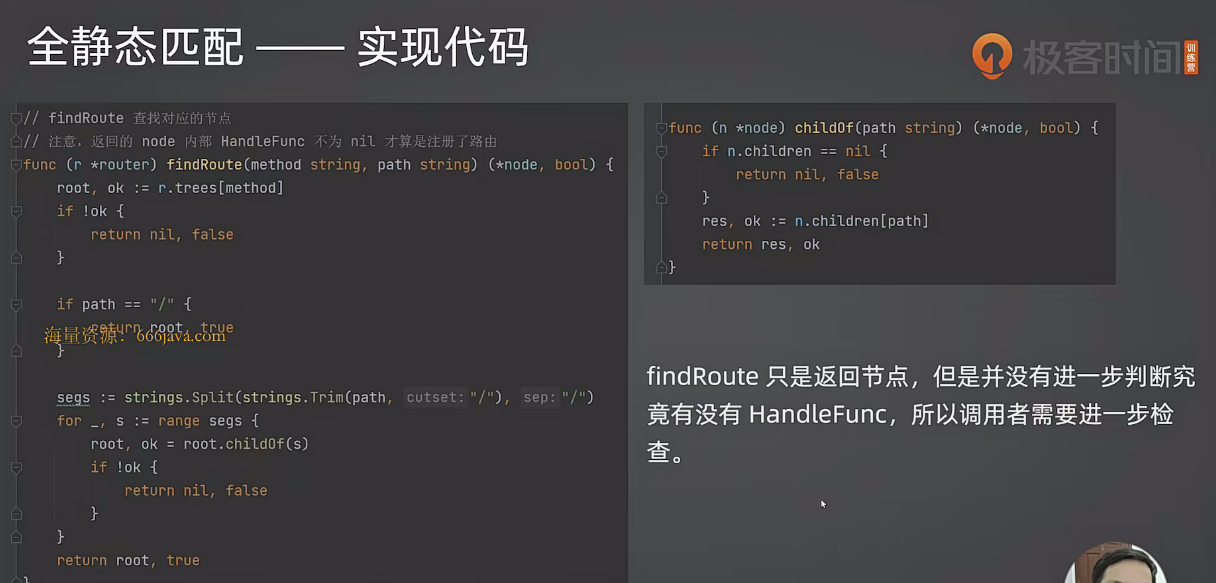 全静态匹配 —— 实现代码
极客时间 训练营
// findRoute 查找对应的节点
// 注意，返回的 node 内部 HandleFunc 不为 nil 才算是注册了路由
func (r *router) findRoute(method string, path string) (*node, bool) {
root, ok := r.trees[method]
if !ok {
return nil, false
}
if path == "/" {
return root, true
海量资源：666java.com
}
segs := strings.Split(strings.Trim(path, cutset: "/"), sep: "/")
for _, s := range segs {
root, ok = root.childOf(s)
if !ok {
return nil, false
}
}
return root, true
}
func (n *node) childOf(path string) (*node, bool) {
if n.children == nil {
return nil, false
}
res, ok := n.children[path]
return res, ok
}
findRoute 只是返回节点，但是并没有进一步判断究
竟有没有 HandleFunc，所以调用者需要进一步检
查。